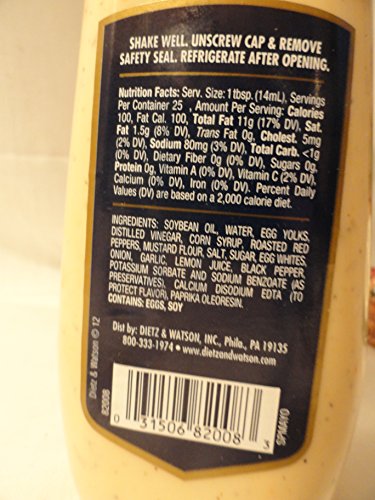 SHAKE WELL. UNSCREW CAP & REMOVE
SAFETY SEAL. REFRIGERATE AFTER OPENING.
Nutrition Facts: Serv. Size: 1 tbsp. (14mL), Servings
Per Container 25 , Amount Per Serving: Calories
100, Fat Cal. 100, Total Fat 11g (17% DV), Sat.
Fat 1.5g (8% DV), Trans Fat 0g, Cholest. 5mg
(2% DV), Sodium 80mg (3% DV), Total Carb. <1g
(0% DV), Dietary Fiber 0g (0% DV), Sugars 0g,
Protein 0g, Vitamin A (0% DV), Vitamin C (2% DV),
Calcium (0% DV), Iron (0% DV). Percent Daily
Values (DV) are based on a 2,000 calorie diet.
INGREDIENTS: SOYBEAN OIL, WATER, EGG YOLKS,
DISTILLED VINEGAR, CORN SYRUP, ROASTED RED
PEPPERS, MUSTARD FLOUR, SALT, SUGAR, EGG WHITES,
ONION, GARLIC, LEMON JUICE, BLACK PEPPER,
POTASSIUM SORBATE AND SODIUM BENZOATE (AS
PRESERVATIVES), CALCIUM DISODIUM EDTA (TO
PROTECT FLAVOR), PAPRIKA OLEORESIN.
CONTAINS: EGGS, SOY
Dist by: DIETZ & WATSON, INC., Phila., PA 19135
800-333-1974 • www.dietzandwatson.com
Dietz & Watson © 12
82008
0 31506 82008 3
SPMAYO